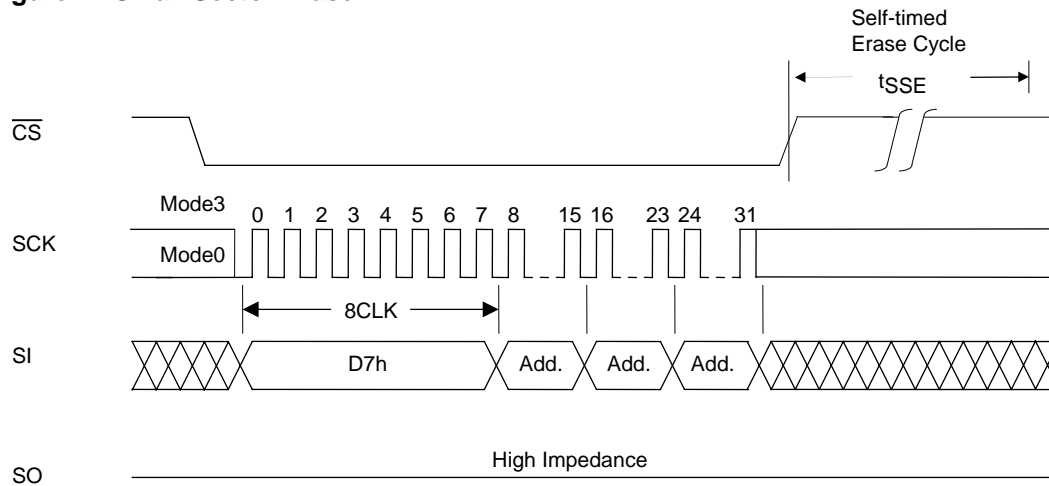 Self-timed
Erase Cycle
tSSE
CS
Mode3
0 1 2 3 4 5 6 7 8 15 16 23 24 31
SCK
Mode0
8CLK
SI
D7h Add. Add. Add.
High Impedance
SO